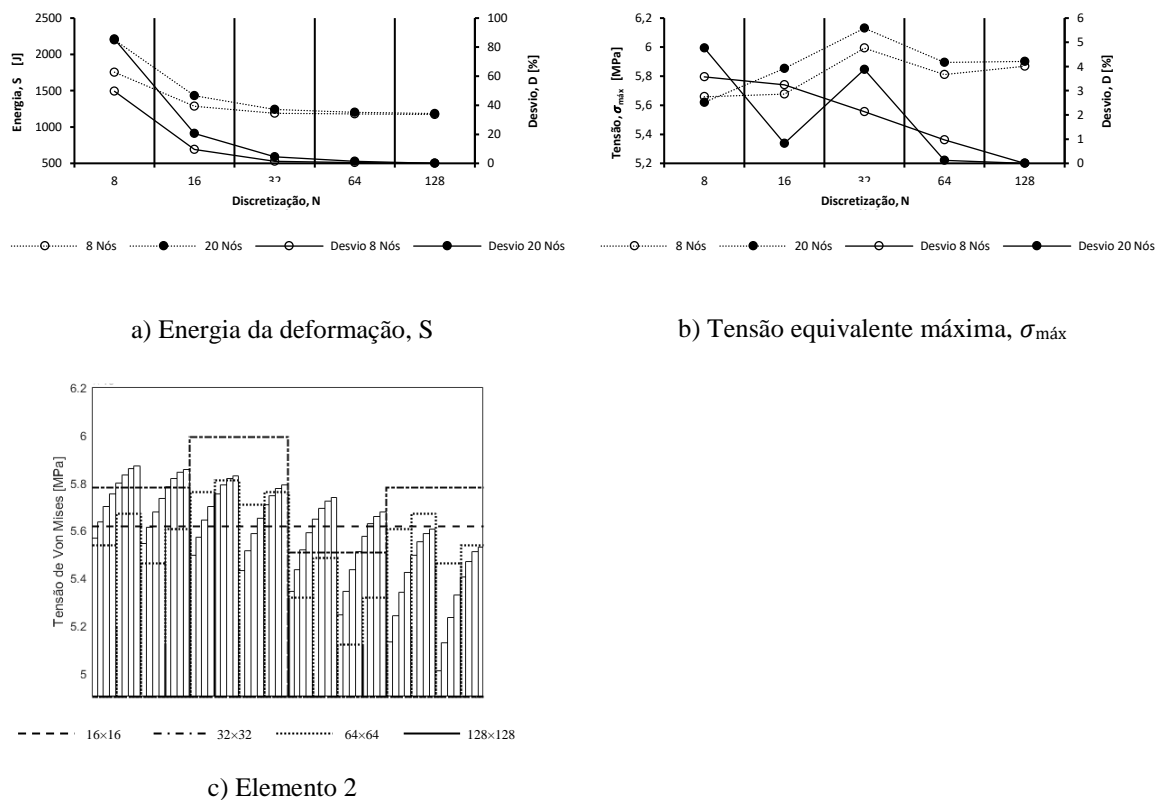 2500
2000
1500
1000
500
Energia, S [J]
100
80
60
40
20
0
Desvio, D [%]
8 16 32 64 128
Discretização, N
8 Nós 20 Nós Desvio 8 Nós Desvio 20 Nós
a) Energia da deformação, S
6,2
6
5,8
5,6
5,4
5,2
Tensão, σmáx [MPa]
6
5
4
3
2
1
0
Desvio, D [%]
8 16 32 64 128
Discretização, N
8 Nós 20 Nós Desvio 8 Nós Desvio 20 Nós
b) Tensão equivalente máxima, σmáx
6.2
6
5.8
5.6
5.4
5.2
5
Tensão de Von Mises [MPa]
16×16 32×32 64×64 128×128
c) Elemento 2